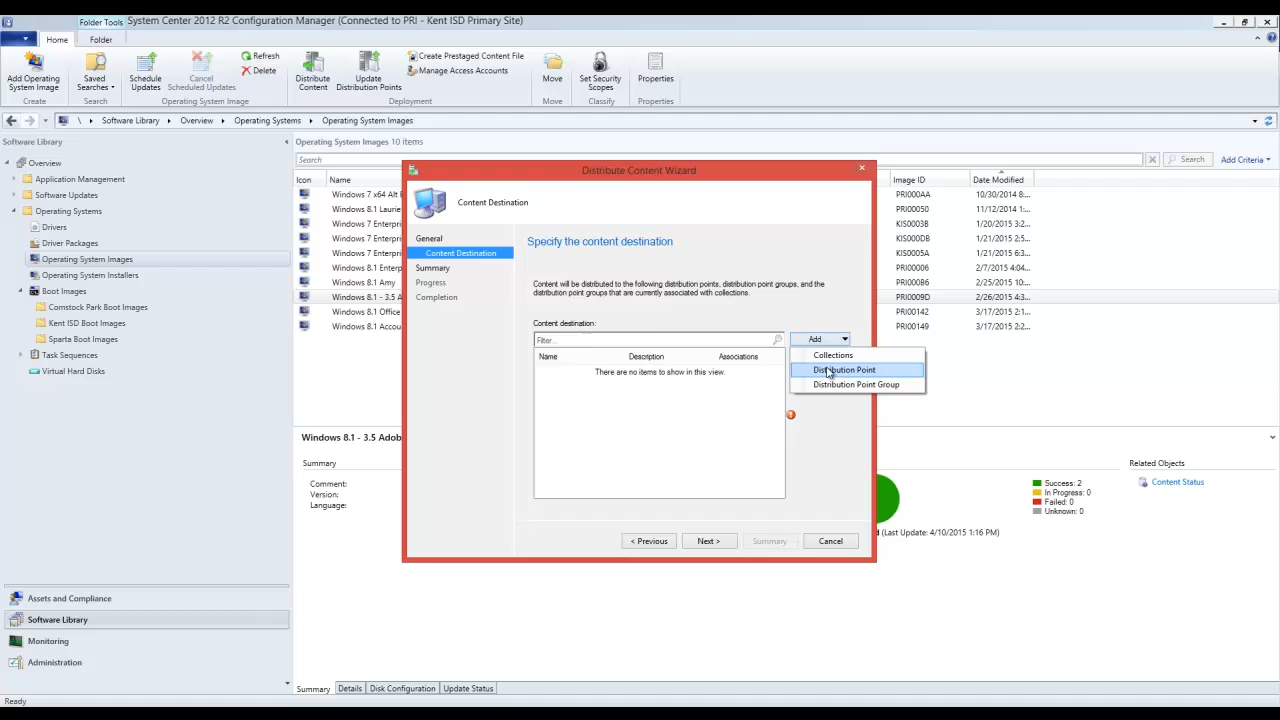 Folder Tools System Center 2012 R2 Configuration Manager (Connected to PRI - Kent ISD Primary Site)
Home Folder
Add Operating System Image
Create
Saved Searches
Search
Schedule Updates
Cancel Scheduled Updates
Refresh
Delete
Operating System Image
Distribute Content
Update Distribution Points
Create Prestaged Content File
Manage Access Accounts
Deployment
Move
Move
Set Security Scopes
Classify
Properties
Properties
\ Software Library Overview Operating Systems Operating System Images
Software Library
Overview
Application Management
Software Updates
Operating Systems
Drivers
Driver Packages
Operating System Images
Operating System Installers
Boot Images
Comstock Park Boot Images
Kent ISD Boot Images
Sparta Boot Images
Task Sequences
Virtual Hard Disks
Assets and Compliance
Software Library
Monitoring
Administration
Operating System Images 10 items
Search
Search
Add Criteria
Icon Name Image ID Date Modified
Windows 7 x64 Alt PRI000AA 10/30/2014 8:...
Windows 8.1 Laurie PRI00050 11/12/2014 1:...
Windows 7 Enterpri KIS0003B 1/20/2015 3:2...
Windows 7 Enterpri KIS000DB 1/21/2015 2:5...
Windows 7 Enterpri KIS0005A 1/21/2015 6:3...
Windows 8.1 Enterp PRI00006 2/7/2015 4:04...
Windows 8.1 Amy PRI000B6 2/25/2015 10:...
Windows 8.1 - 3.5 A PRI0009D 2/26/2015 4:3...
Windows 8.1 Office PRI00142 3/17/2015 2:2...
Windows 8.1 Accou PRI00149 3/17/2015 2:2...
Distribute Content Wizard
Content Destination
General
Content Destination
Summary
Progress
Completion
Specify the content destination
Content will be distributed to the following distribution points, distribution point groups, and the
distribution point groups that are currently associated with collections.
Content destination:
Filter...
Add
Collections
Distribution Point
Distribution Point Group
Name Description Associations
There are no items to show in this view.
< Previous Next > Summary Cancel
Windows 8.1 - 3.5 Adob
Summary
Comment:
Version:
Language:
Success: 2
In Progress: 0
Failed: 0
Unknown: 0
d (Last Update: 4/10/2015 1:16 PM)
Related Objects
Content Status
Summary Details Disk Configuration Update Status
Ready